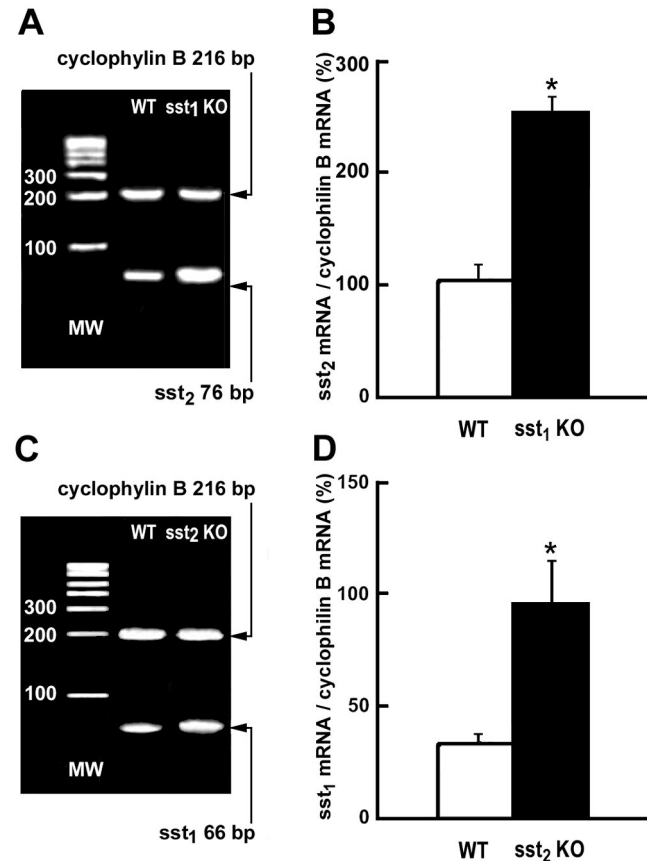 A
cyclophylin B 216 bp
WT sst1 KO
300
200
100
MW
sst2 76 bp
B
sst2 mRNA / cyclophilin B mRNA (%)
300
200
100
0
*
WT sst1 KO
C
cyclophylin B 216 bp
WT sst2 KO
300
200
100
MW
sst1 66 bp
D
sst1 mRNA / cyclophilin B mRNA (%)
150
100
50
0
*
WT sst2 KO